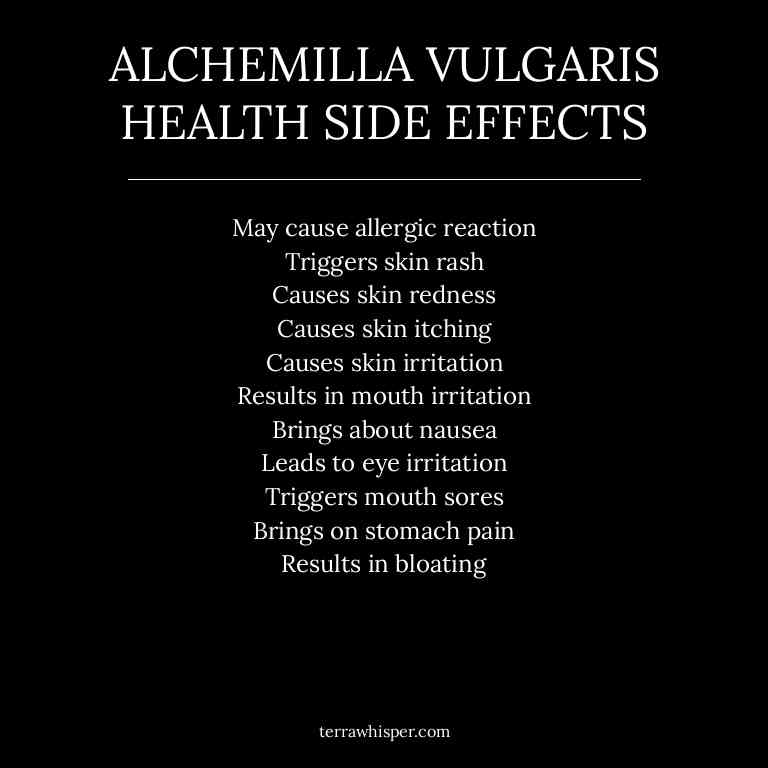 ALCHEMILLA VULGARIS
HEALTH SIDE EFFECTS
May cause allergic reaction
Triggers skin rash
Causes skin redness
Causes skin itching
Causes skin irritation
Results in mouth irritation
Brings about nausea
Leads to eye irritation
Triggers mouth sores
Brings on stomach pain
Results in bloating
terrawhisper.com